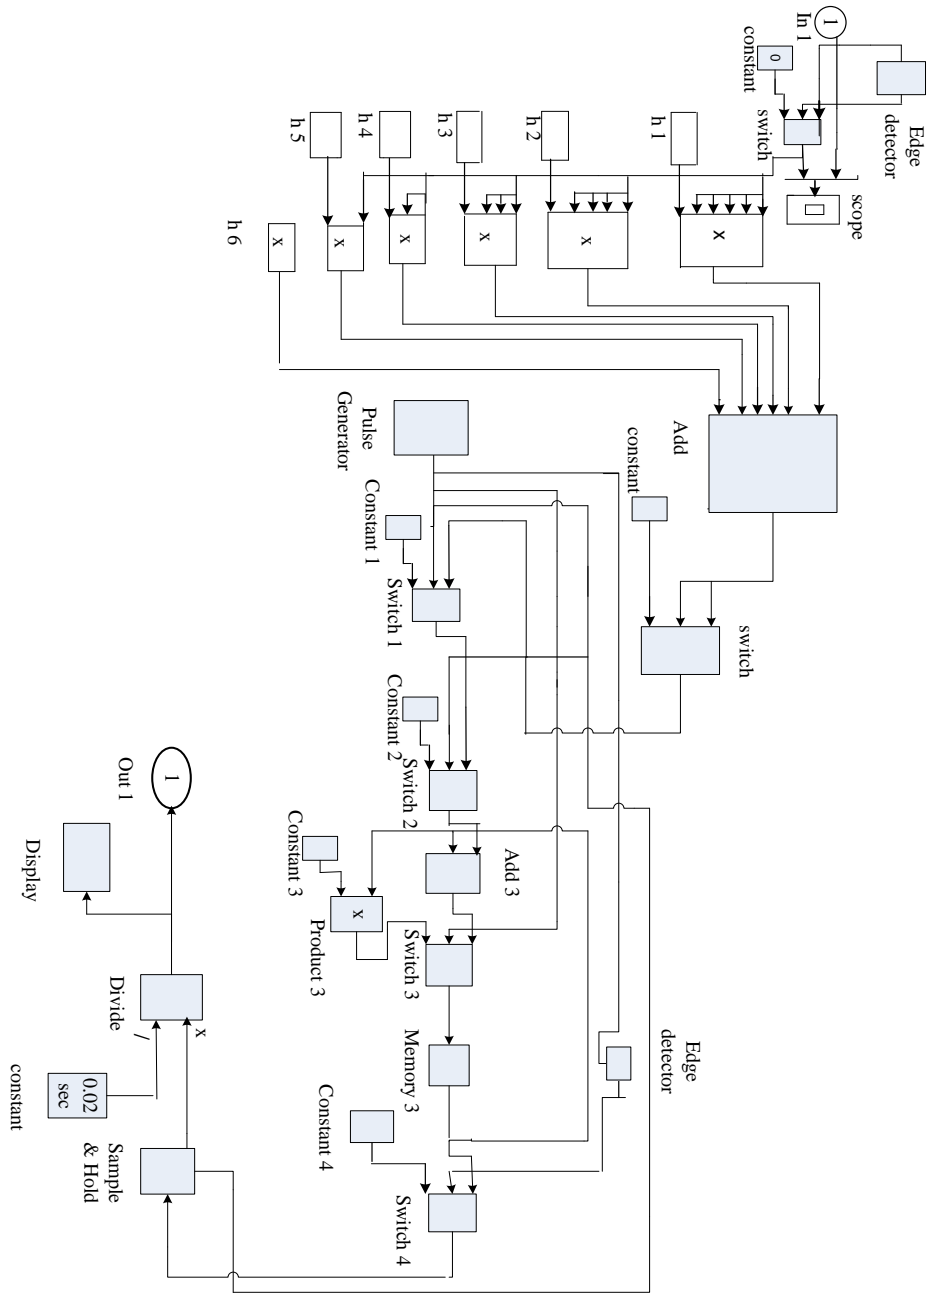 1
In 1
0
constant
Edge
detector
switch
scope
h 1
h 2
h 3
h 4
h 5
h 6
x
x
x
x
x
x
Add
constant
switch
Pulse
Generator
Constant 1
Switch 1
Constant 2
Switch 2
Add 3
Constant 3
x
Product 3
Switch 3
Memory 3
Edge
detector
Constant 4
Switch 4
1
Out 1
Display
Divide
/
x
0.02
sec
constant
Sample
& Hold